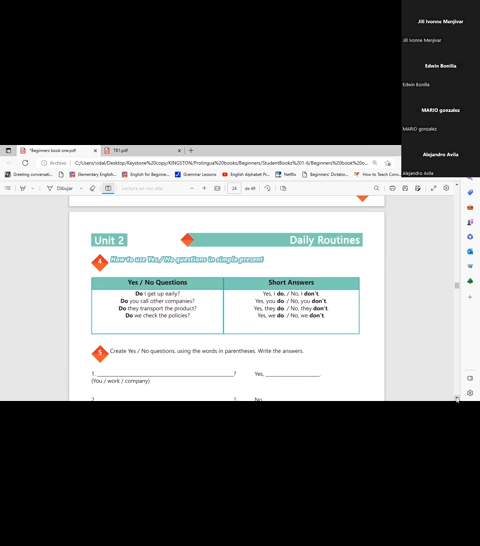 Jill Ivonne Menjivar
Jill Ivonne Menjivar
Edwin Bonilla
Edwin Bonilla
MARIO gonzalez
MARIO gonzalez
Alejandro Avila
Alejandro Avila
*Beginners book one.pdf
TB1.pdf
Archivo
C:/Users/vidal/Desktop/Keystone%20copy/KINGSTON/Prolingua%20books/Beginners/StudentBooks%201-6/Beginners%20book%20o...
Greeting conversati...
Elementary English...
English for Beginne...
Grammar Lessons
English Alphabet Pr...
Netflix
Beginners' Dictatio...
How to Teach Con...
Dibujar
Lectura en voz alta
24
de 49
Unit 2
Daily Routines
4
How to use Yes/No questions in simple present
Yes / No Questions
Short Answers
Do I get up early?
Yes, I do. / No, I don't.
Do you call other companies?
Yes, you do. / No, you don't.
Do they transport the product?
Yes, they do. / No, they don't.
Do we check the policies?
Yes, we do. / No, we don't.
5
Create Yes / No questions, using the words in parentheses. Write the answers.
1. ______________________________? Yes, ____________.
(You / work / company)
2. ? No